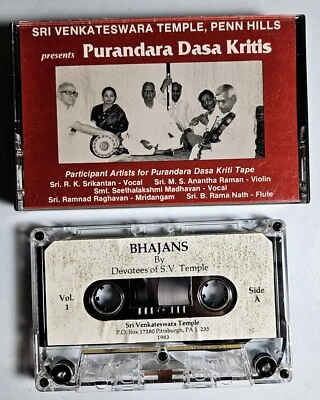 SRI VENKATESWARA TEMPLE, PENN HILLS
presents Purandara Dasa Kritis
Participant Artists for Purandara Dasa Kriti Tape
Sri. R. K. Srikantan - Vocal Sri. M. S. Anantha Raman - Violin
Smt. Seethalakshmi Madhavan - Vocal
Sri. Ramnad Raghavan - Mridangam Sri. B. Rama Nath - Flute
BHAJANS
By
Devotees of S.V. Temple
Vol. 1
Side A
Sri Venkateswara Temple
P.O. Box 17280 Pittsburgh, PA 15235
1983